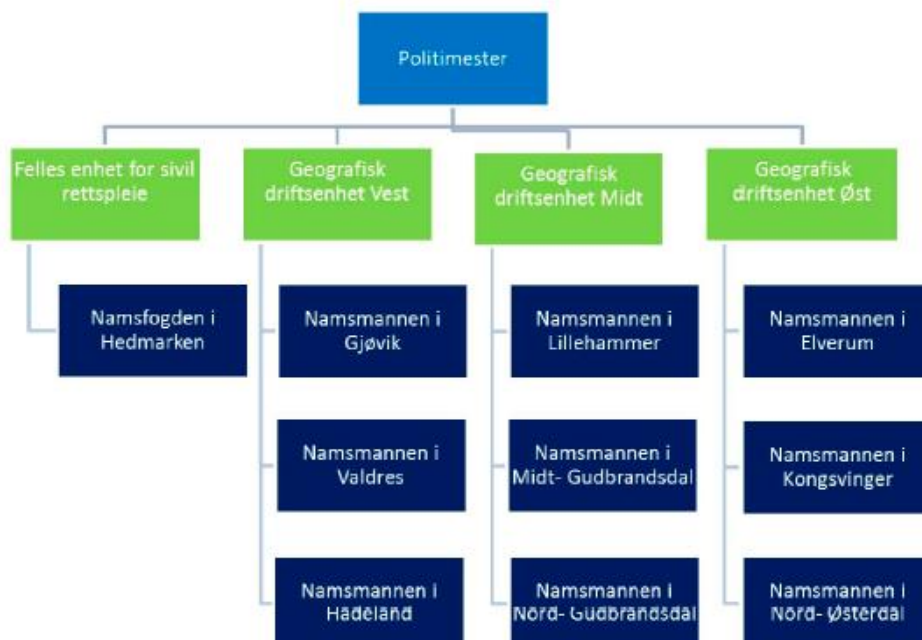 Politimester
Felles enhet for sivil
rettspleie
Geografisk
driftsenhet Vest
Geografisk
driftsenhet Midt
Geografisk
driftsenhet Øst
Namsfogden i
Hedmarken
Namsmannen i
Gjøvik
Namsmannen i
Lillehammer
Namsmannen i
Elverum
Namsmannen i
Valdres
Namsmannen i
Midt- Gudbrandsdal
Namsmannen i
Kongsvinger
Namsmannen i
Hadeland
Namsmannen i
Nord- Gudbrandsdal
Namsmannen i
Nord- Østerdal